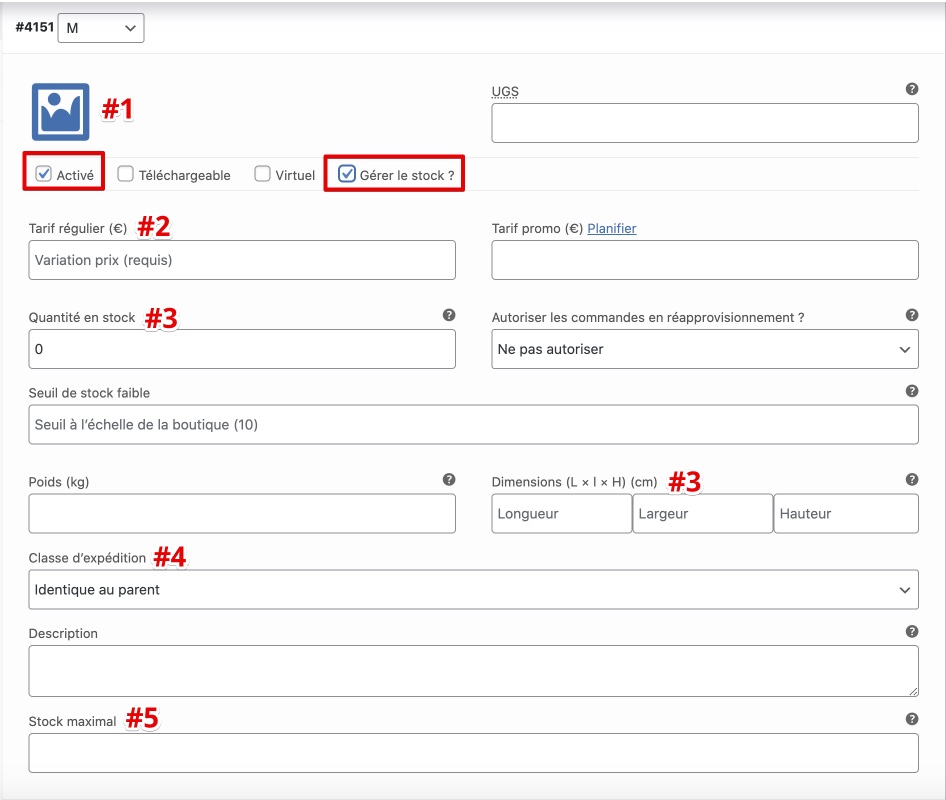 #4151 M
#1
UGS
Activé Téléchargeable Virtuel Gérer le stock ?
Tarif régulier (€) #2 Tarif promo (€) Planifier
Variation prix (requis)
Quantité en stock #3 Autoriser les commandes en réapprovisionnement ?
0 Ne pas autoriser
Seuil de stock faible
Seuil à l’échelle de la boutique (10)
Poids (kg) Dimensions (L × l × H) (cm) #3
Longueur Largeur Hauteur
Classe d’expédition #4
Identique au parent
Description
Stock maximal #5